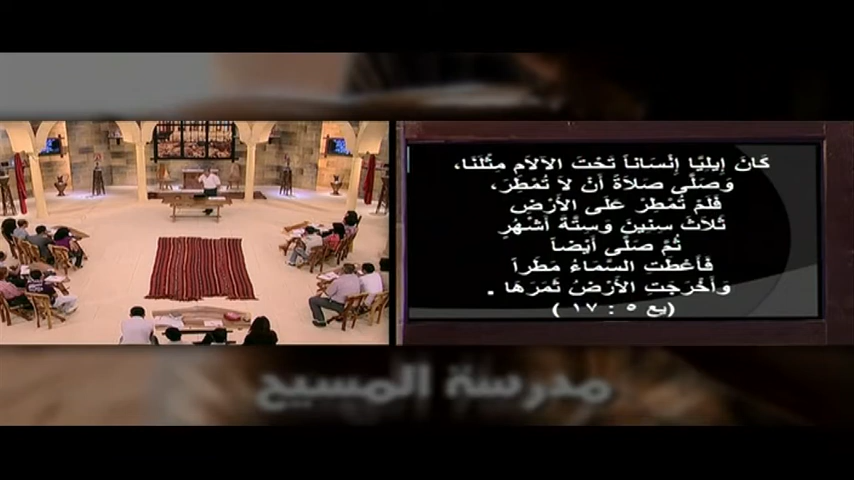 كَانَ إِيلِيَّا إِنْسَاناً تَحْتَ الآلاَمِ مِثْلَنَا،
وَصَلَّى صَلاَةً أَنْ لاَ تُمْطِرَ،
فَلَمْ تُمْطِرْ عَلَى الأَرْضِ
ثَلاَثَ سِنِينَ وَسِتَّةَ أَشْهُرٍ
ثُمَّ صَلَّى أَيْضاً
فَأَعْطَتِ السَّمَاءُ مَطَراً
وَأَخْرَجَتِ الأَرْضُ ثَمَرَهَا .
(يع ٥ : ١٧ )
مدرسة المسيح